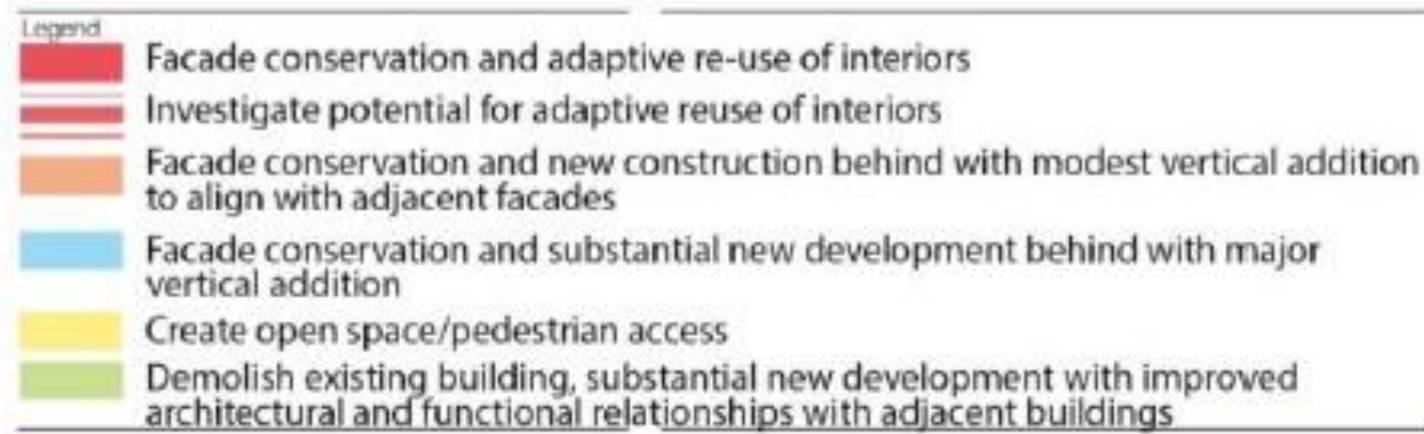 Legend
Facade conservation and adaptive re-use of interiors
Investigate potential for adaptive reuse of interiors
Facade conservation and new construction behind with modest vertical addition
to align with adjacent facades
Facade conservation and substantial new development behind with major
vertical addition
Create open space/pedestrian access
Demolish existing building, substantial new development with improved
architectural and functional relationships with adjacent buildings